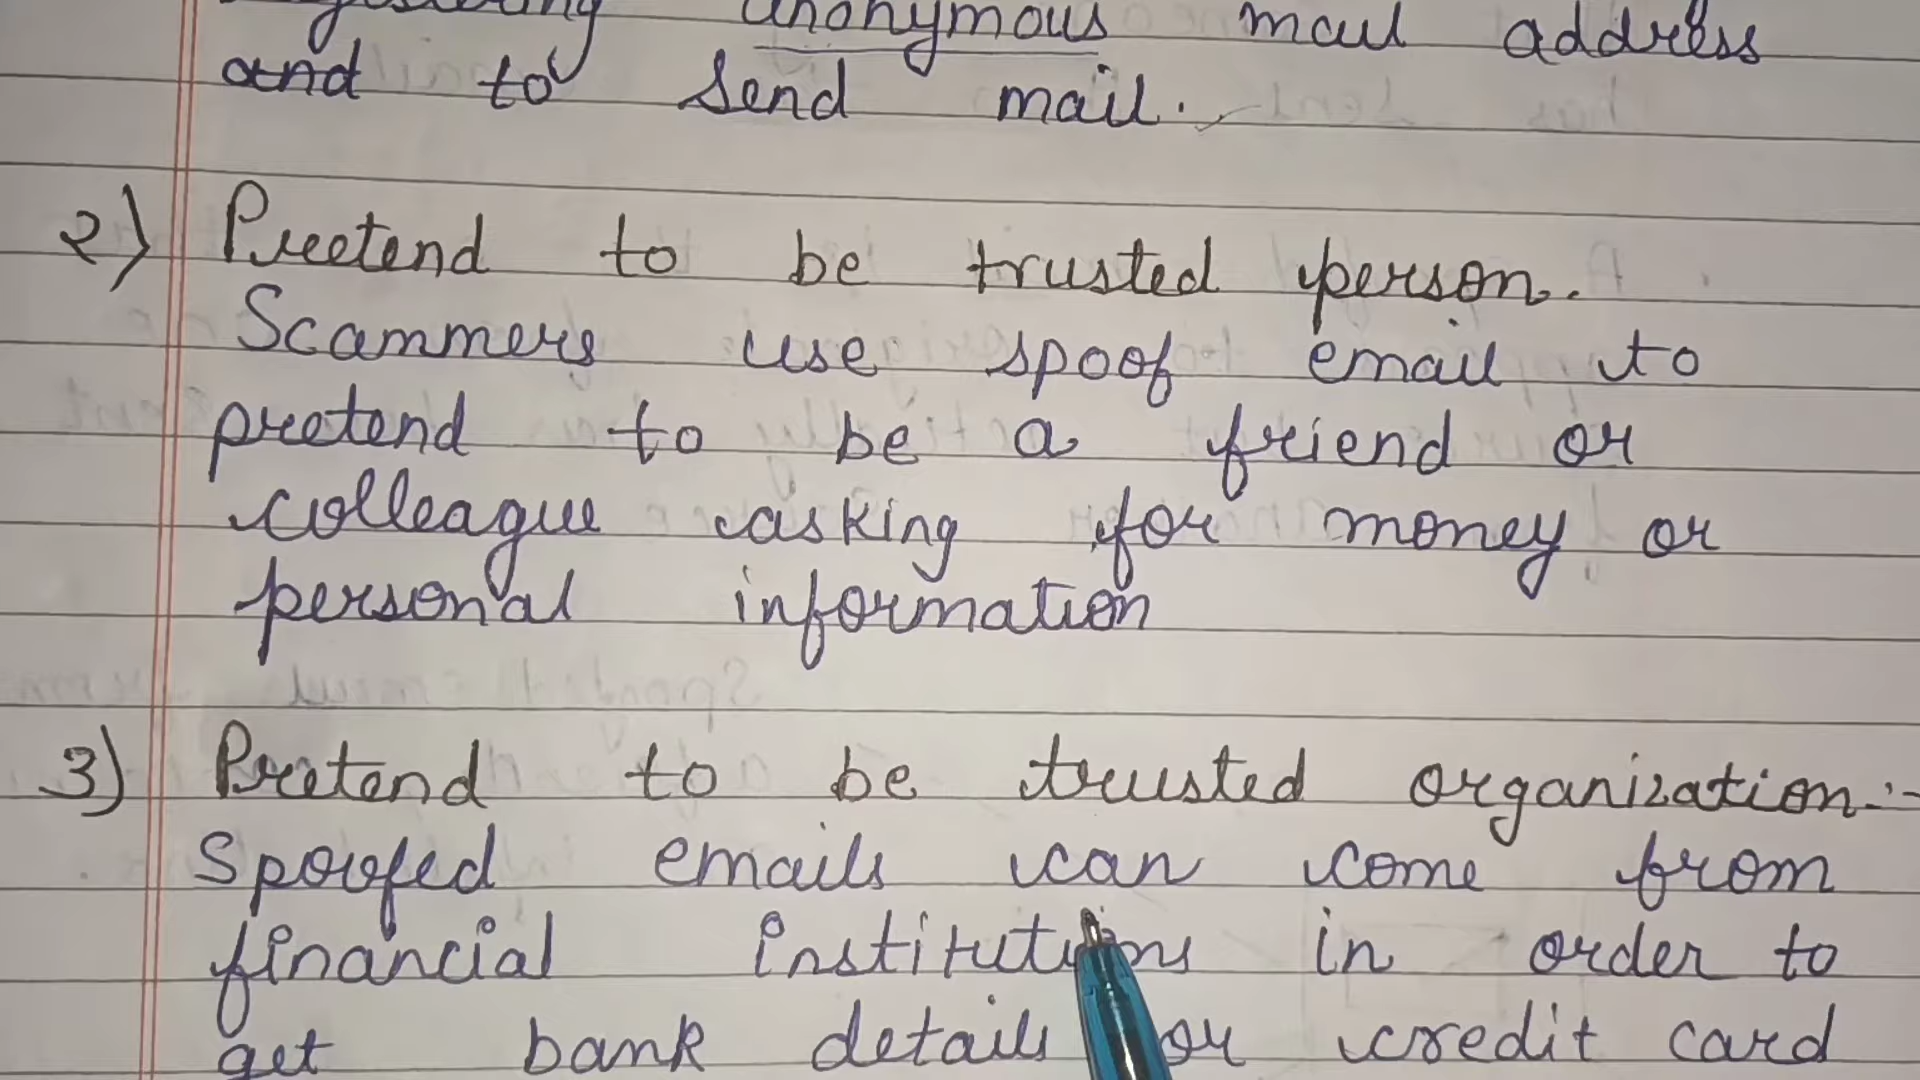 anonymous mail address
and to send mail.
2) Pretend to be trusted person.
Scammers use spoof email to
pretend to be a friend or
colleague asking for money or
personal information
3) Pretend to be trusted organization:-
Spoofed emails can come from
financial institutions in order to
get bank details or credit card